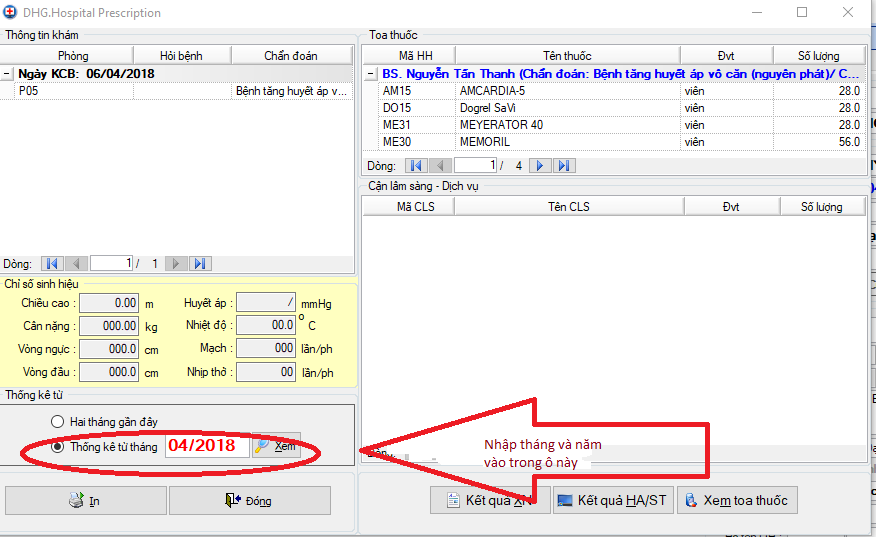 DHG.Hospital Prescription
Thông tin khám
Phòng Hỏi bệnh Chẩn đoán
Ngày KCB: 06/04/2018
P05 Bệnh tăng huyết áp v...
Dòng: 1 / 1
Chỉ số sinh hiệu
Chiều cao : 0.00 m Huyết áp : / mmHg
Cân nặng : 000.00 kg Nhiệt độ : 00.0 o C
Vòng ngực : 000.0 cm Mạch : 000 lần/ph
Vòng đầu : 000.0 cm Nhịp thở : 00 lần/ph
Thống kê từ
Hai tháng gần đây
Thống kê từ tháng 04/2018 Xem
In Đóng
Toa thuốc
Mã HH Tên thuốc Đvt Số lượng
BS. Nguyễn Tấn Thanh (Chẩn đoán: Bệnh tăng huyết áp vô căn (nguyên phát)/ C...
AM15 AMCARDIA-5 viên 28.0
DO15 Dogrel SaVi viên 28.0
ME31 MEYERATOR 40 viên 28.0
ME30 MEMORIL viên 56.0
Dòng: 1 / 4
Cận lâm sàng - Dịch vụ
Mã CLS Tên CLS Đvt Số lượng
Nhập tháng và năm
vào trong ô này
Kết quả XN Kết quả HA/ST Xem toa thuốc